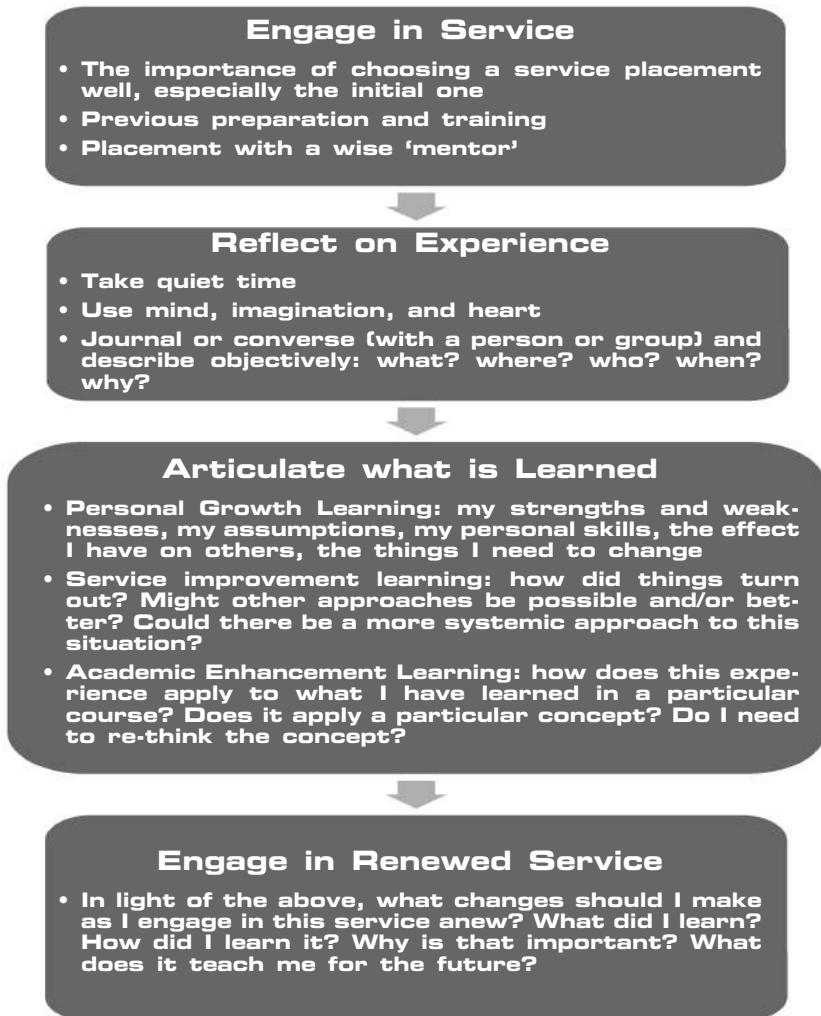 Engage in Service
• The importance of choosing a service placement
well, especially the initial one
• Previous preparation and training
• Placement with a wise ‘mentor’
Reflect on Experience
• Take quiet time
• Use mind, imagination, and heart
• Journal or converse (with a person or group) and
describe objectively: what? where? who? when?
why?
Articulate what is Learned
• Personal Growth Learning: my strengths and weak-
nesses, my assumptions, my personal skills, the effect
I have on others, the things I need to change
• Service improvement learning: how did things turn
out? Might other approaches be possible and/or bet-
ter? Could there be a more systemic approach to this
situation?
• Academic Enhancement Learning: how does this expe-
rience apply to what I have learned in a particular
course? Does it apply a particular concept? Do I need
to re-think the concept?
Engage in Renewed Service
• In light of the above, what changes should I make
as I engage in this service anew? What did I learn?
How did I learn it? Why is that important? What
does it teach me for the future?